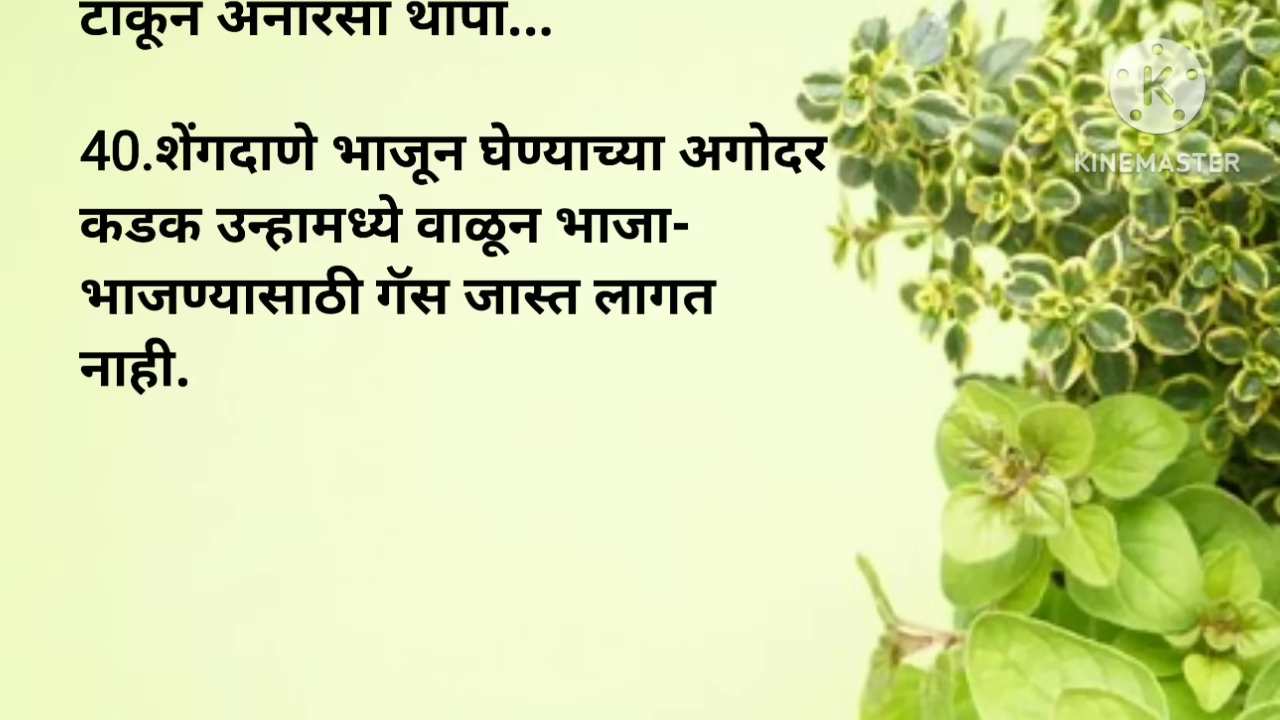 टाकून अनारसा थापा...
40.शेंगदाणे भाजून घेण्याच्या अगोदर
कडक उन्हामध्ये वाळून भाजा-
भाजण्यासाठी गॅस जास्त लागत
नाही.
K
KINEMASTER